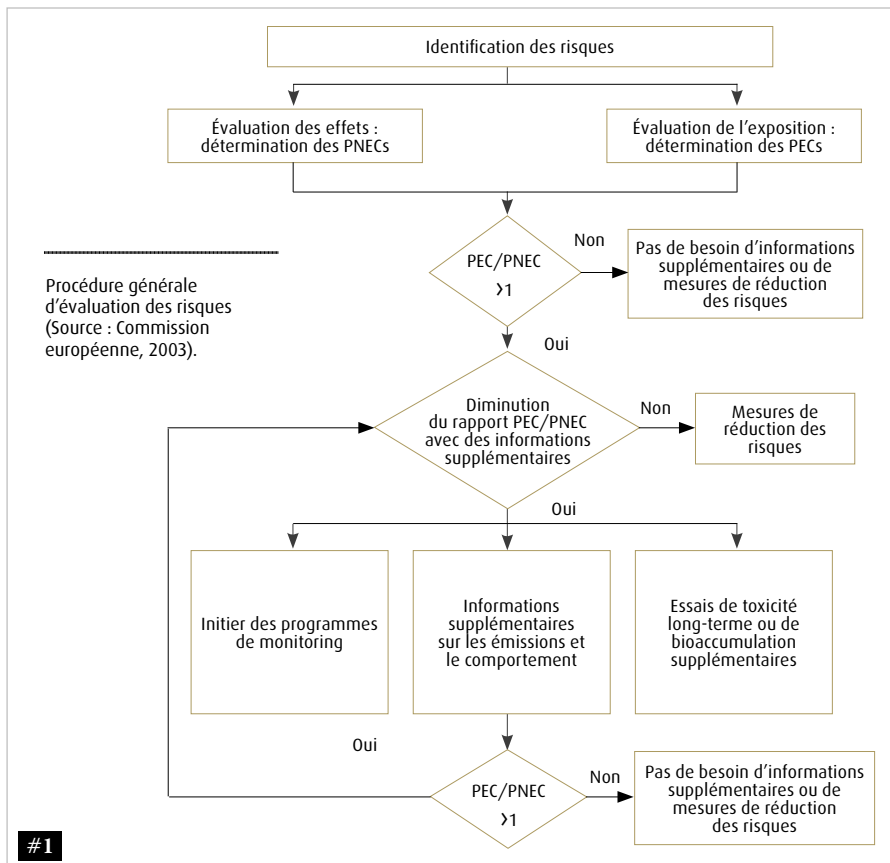 Identification des risques
Évaluation des effets :
détermination des PNECs
Évaluation de l'exposition :
détermination des PECs
PEC/PNEC
>1
Non
Pas de besoin d'informations
supplémentaires ou de
mesures de réduction
des risques
Procédure générale
d'évaluation des risques
(Source : Commission
européenne, 2003).
Oui
Diminution
du rapport PEC/PNEC
avec des informations
supplémentaires
Non
Mesures de
réduction des
risques
Oui
Initier des programmes
de monitoring
Informations
supplémentaires
sur les émissions et
le comportement
Essais de toxicité
long-terme ou de
bioaccumulation
supplémentaires
Oui
PEC/PNEC
>1
Non
Pas de besoin d'informations
supplémentaires ou de
mesures de réduction
des risques
#1